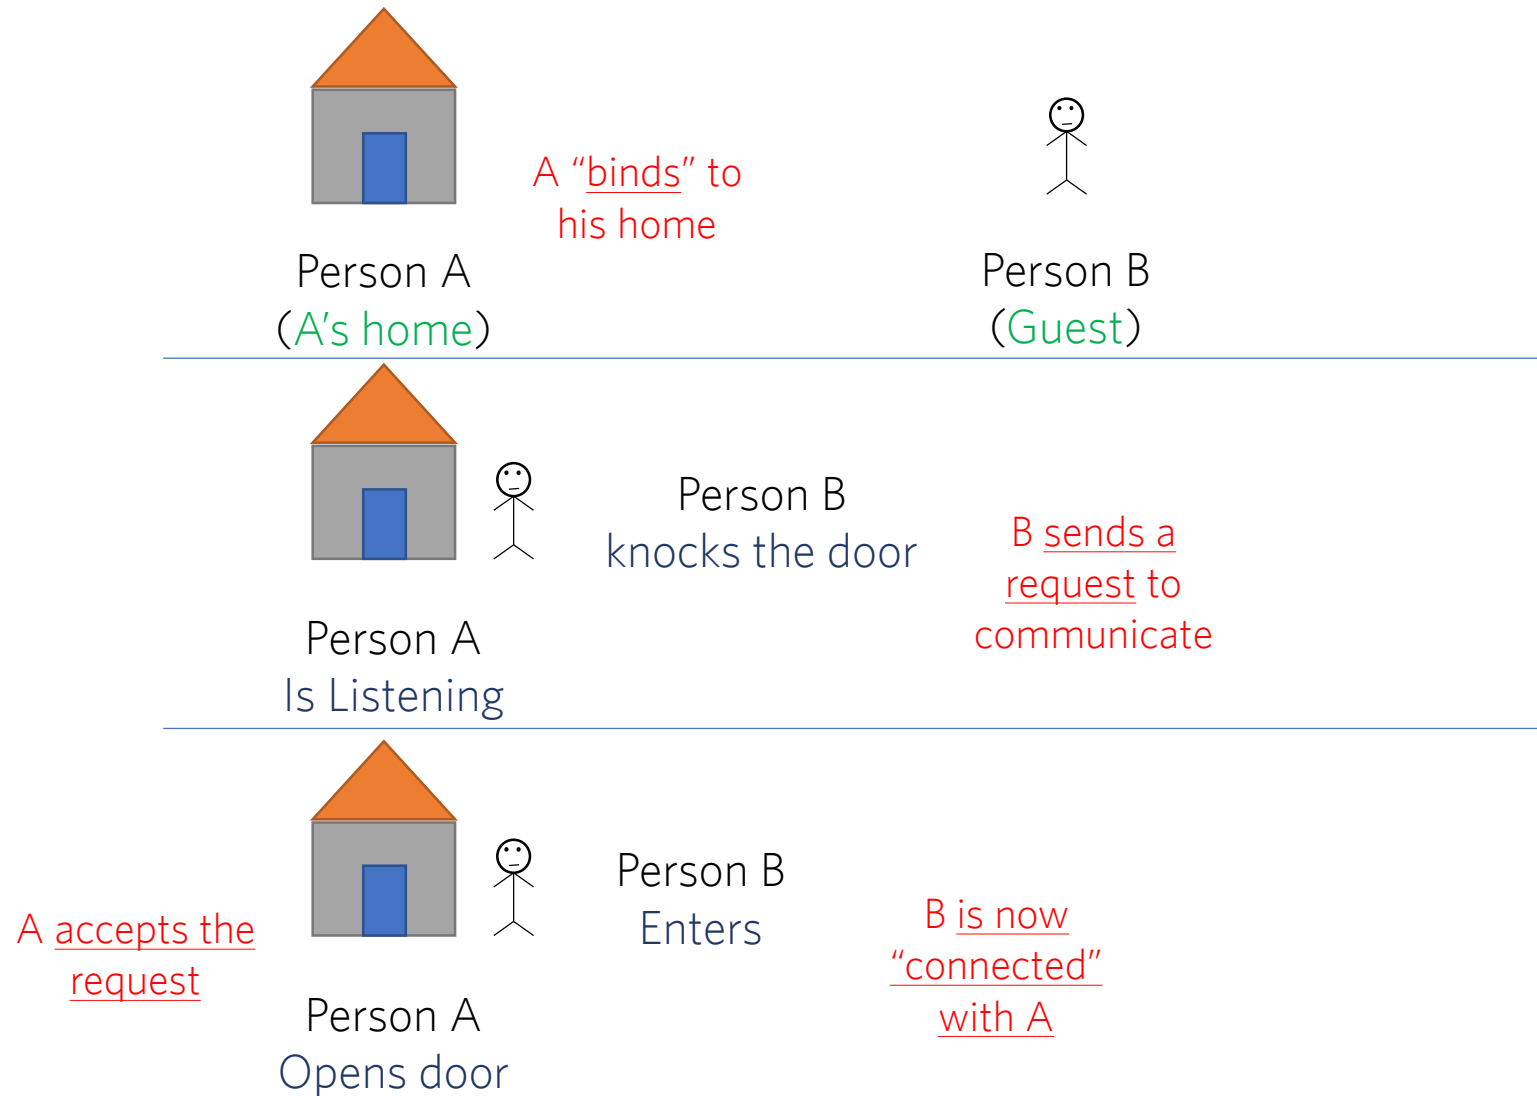 A “binds” to
his home
Person A
(A’s home)
Person B
(Guest)
Person B
knocks the door
B sends a
request to
communicate
Person A
Is Listening
Person B
Enters
A accepts the
request
B is now
“connected”
with A
Person A
Opens door